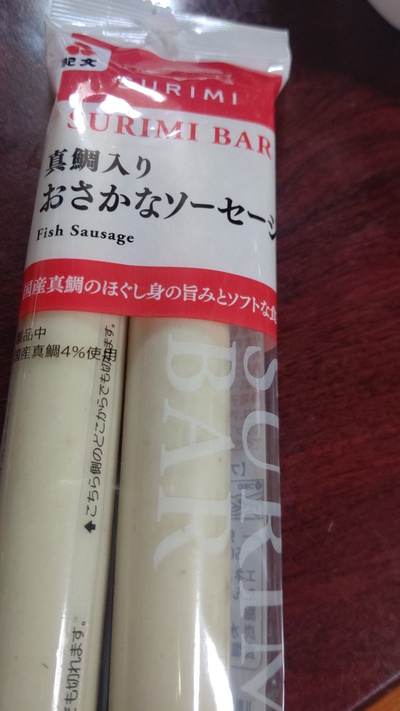 紀文
SURIMI
SURIMI BAR
真鯛入り
おさかなソーセージ
Fish Sausage
国産真鯛のほぐし身の旨みとソフトな食
製品中
国産真鯛4%使用
こちら側のどこからでも切れます。
SURIMI
BAR
でも切れます。